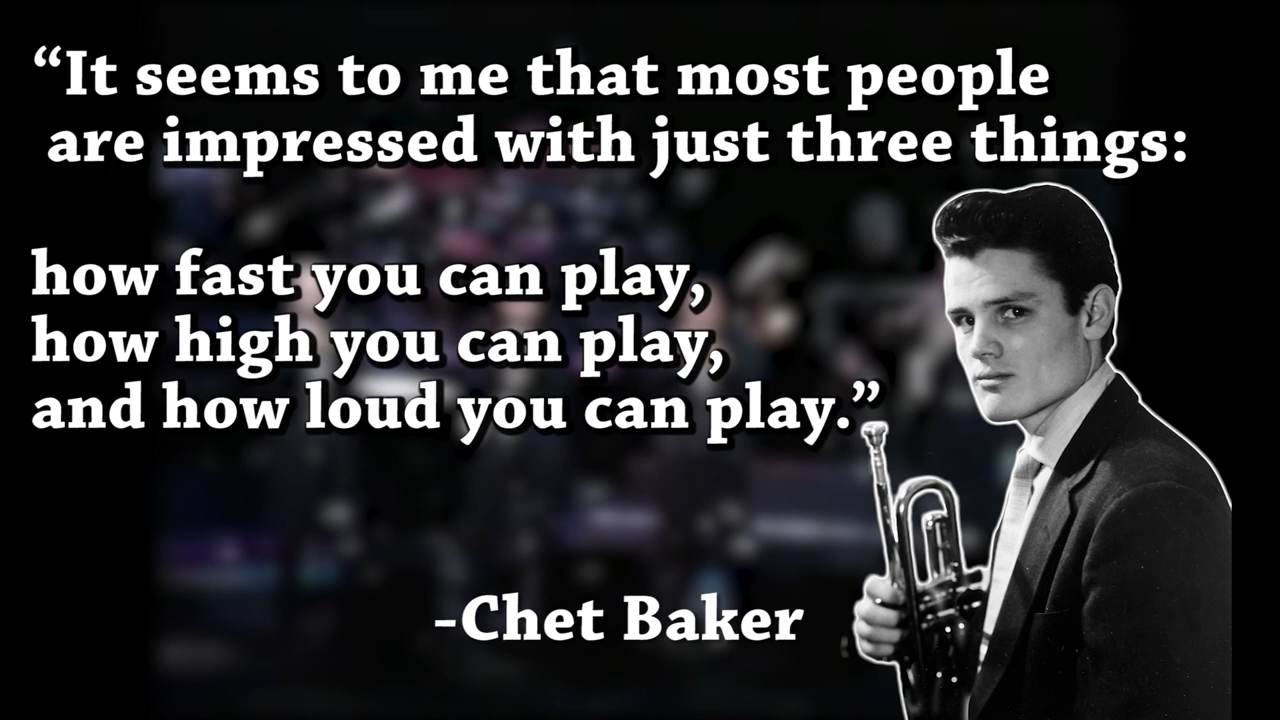 “It seems to me that most people
are impressed with just three things:
how fast you can play,
how high you can play,
and how loud you can play.”
-Chet Baker